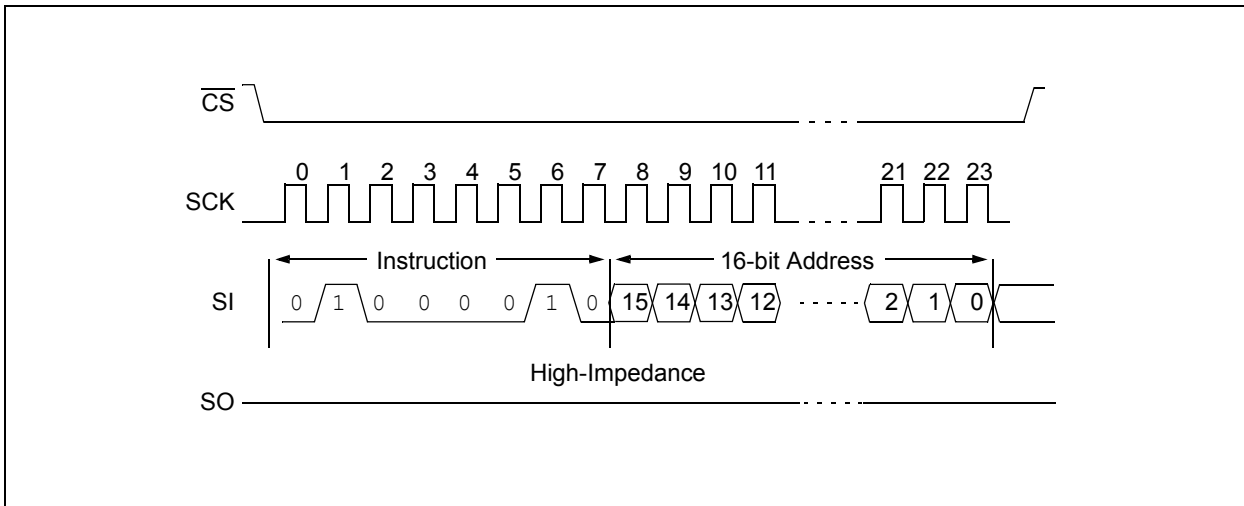 CS
0 1 2 3 4 5 6 7 8 9 10 11 21 22 23
SCK
Instruction 16-bit Address
SI 0 1 0 0 0 0 1 0 15 14 13 12 2 1 0
High-Impedance
SO